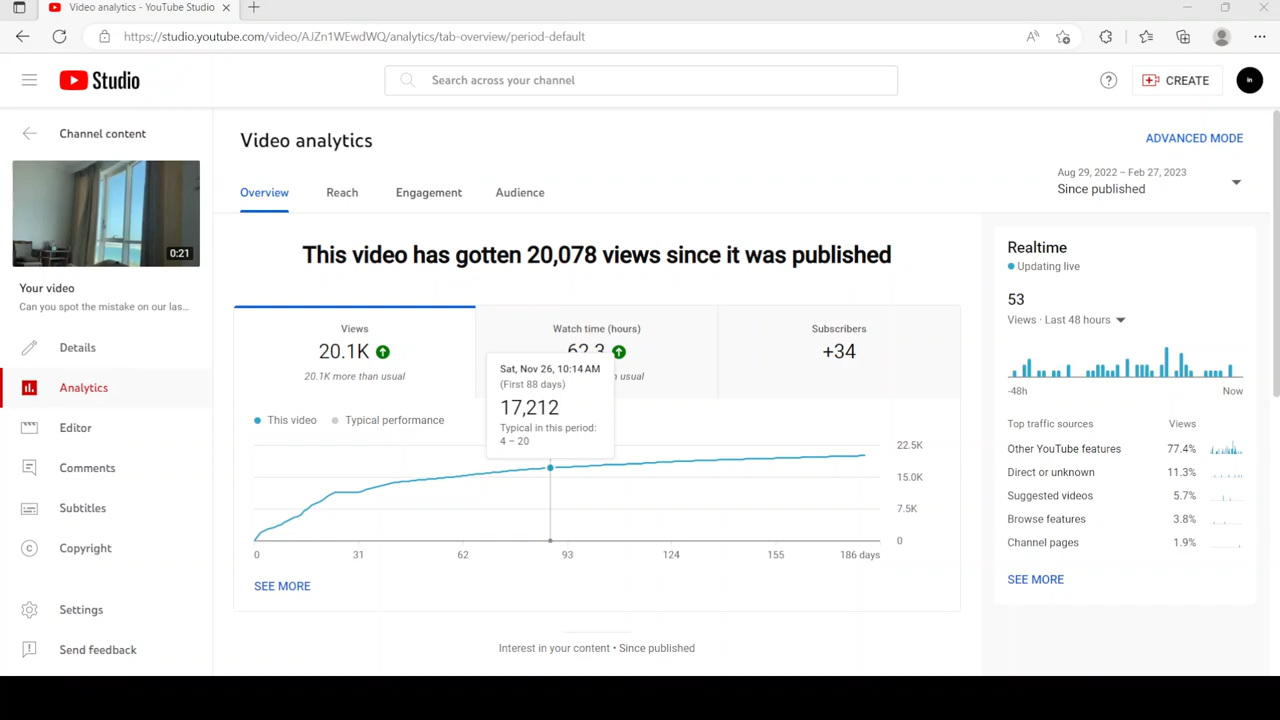 Video analytics - YouTube Studio
https://studio.youtube.com/video/AJZn1WEwdWQ/analytics/tab-overview/period-default
Studio
Search across your channel
CREATE
Channel content
0:21
Your video
Can you spot the mistake on our las...
Details
Analytics
Editor
Comments
Subtitles
Copyright
Settings
Send feedback
Video analytics
ADVANCED MODE
Overview
Reach
Engagement
Audience
Aug 29, 2022 – Feb 27, 2023
Since published
This video has gotten 20,078 views since it was published
Views
20.1K
20.1K more than usual
Watch time (hours)
62.3
n usual
Subscribers
+34
Sat, Nov 26, 10:14 AM
(First 88 days)
17,212
Typical in this period:
4 – 20
This video
Typical performance
22.5K
15.0K
7.5K
0
0 31 62 93 124 155 186 days
SEE MORE
Interest in your content • Since published
Realtime
Updating live
53
Views · Last 48 hours
-48h Now
Top traffic sources Views
Other YouTube features 77.4%
Direct or unknown 11.3%
Suggested videos 5.7%
Browse features 3.8%
Channel pages 1.9%
SEE MORE